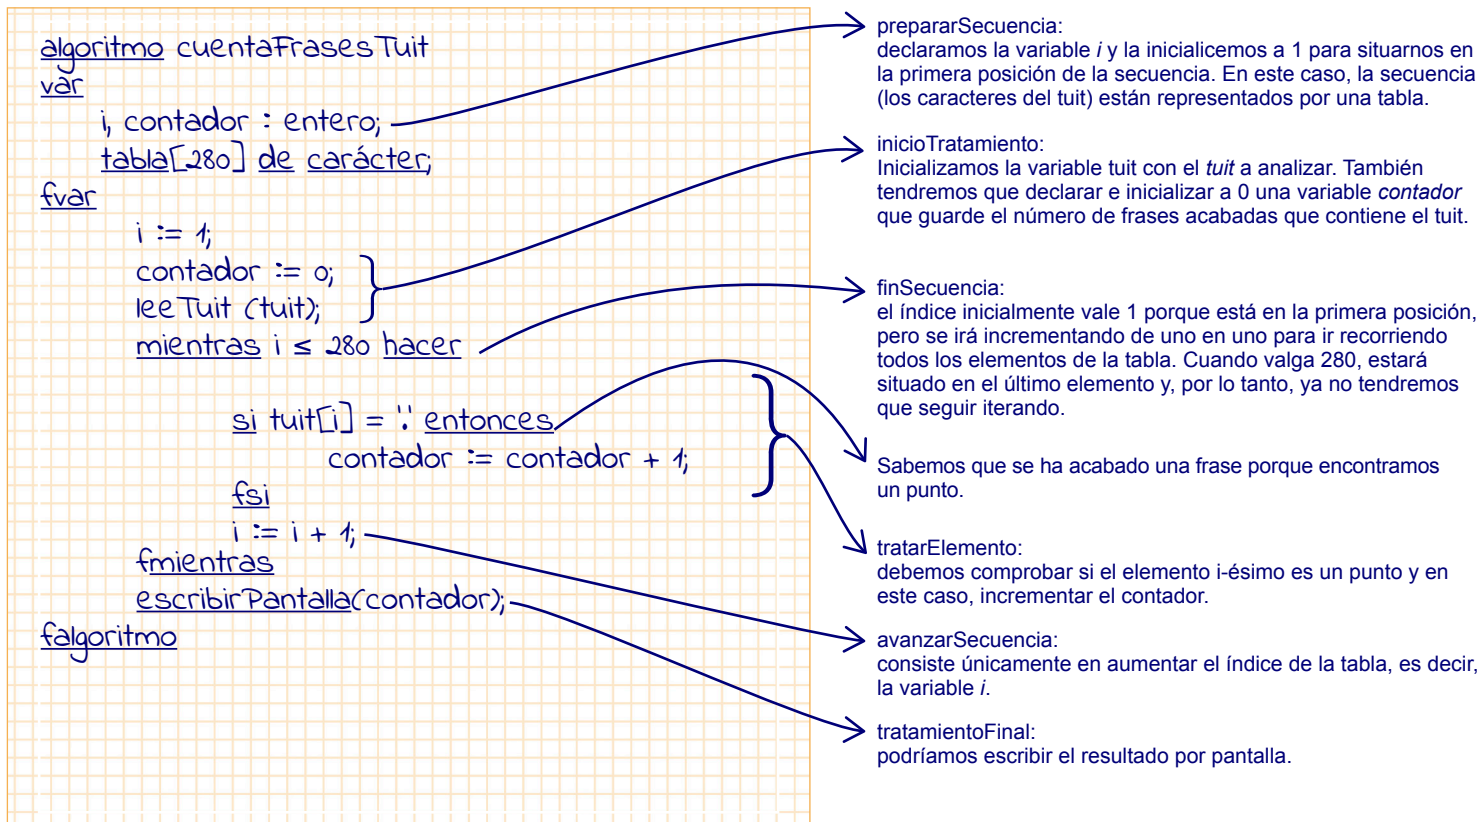 algoritmo cuentaFrasesTuit
var
i, contador : entero;
tabla[280] de carácter;
fvar
i := 1;
contador := 0;
leeTuit (tuit);
mientras i ≤ 280 hacer
si tuit[i] = '.' entonces
contador := contador + 1;
fsi
i := i + 1;
fmientras
escribirPantalla(contador);
falgoritmo
prepararSecuencia:
declaramos la variable i y la inicialicemos a 1 para situarnos en
la primera posición de la secuencia. En este caso, la secuencia
(los caracteres del tuit) están representados por una tabla.
inicioTratamiento:
Inicializamos la variable tuit con el tuit a analizar. También
tendremos que declarar e inicializar a 0 una variable contador
que guarde el número de frases acabadas que contiene el tuit.
finSecuencia:
el índice inicialmente vale 1 porque está en la primera posición,
pero se irá incrementando de uno en uno para ir recorriendo
todos los elementos de la tabla. Cuando valga 280, estará
situado en el último elemento y, por lo tanto, ya no tendremos
que seguir iterando.
Sabemos que se ha acabado una frase porque encontramos
un punto.
tratarElemento:
debemos comprobar si el elemento i-ésimo es un punto y en
este caso, incrementar el contador.
avanzarSecuencia:
consiste únicamente en aumentar el índice de la tabla, es decir,
la variable i.
tratamientoFinal:
podríamos escribir el resultado por pantalla.